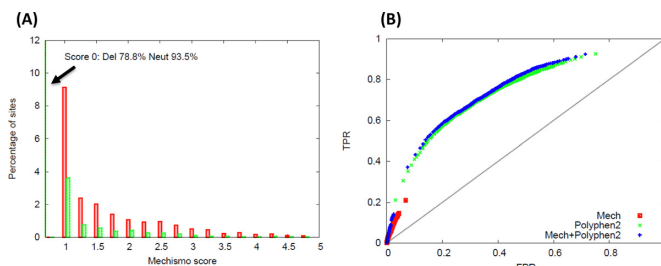 (A)
12
10
8
6
4
2
0
Percentage of sites
Score 0: Del 78.8% Neut 93.5%
1 1.5 2 2.5 3 3.5 4 4.5 5
Mechismo score
(B)
1
0.8
0.6
0.4
0.2
0
TPR
Mech
Polyphen2
Mech+Polyphen2
0 0.2 0.4 0.6 0.8